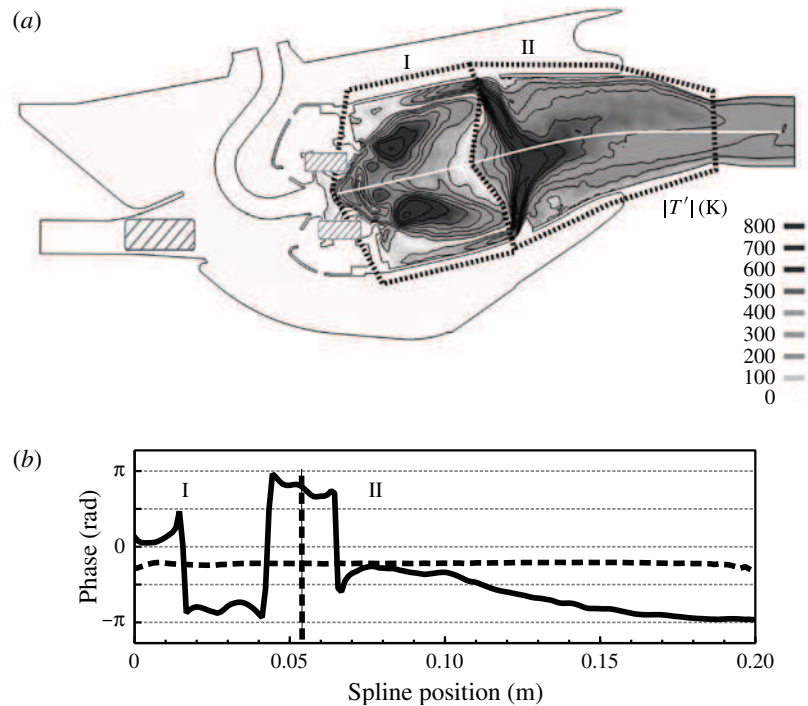 (a)
I
II
|T′| (K)
800
700
600
500
400
300
200
100
0
(b)
π
I
II
0
−π
Phase (rad)
0
0.05
0.10
0.15
0.20
Spline position (m)